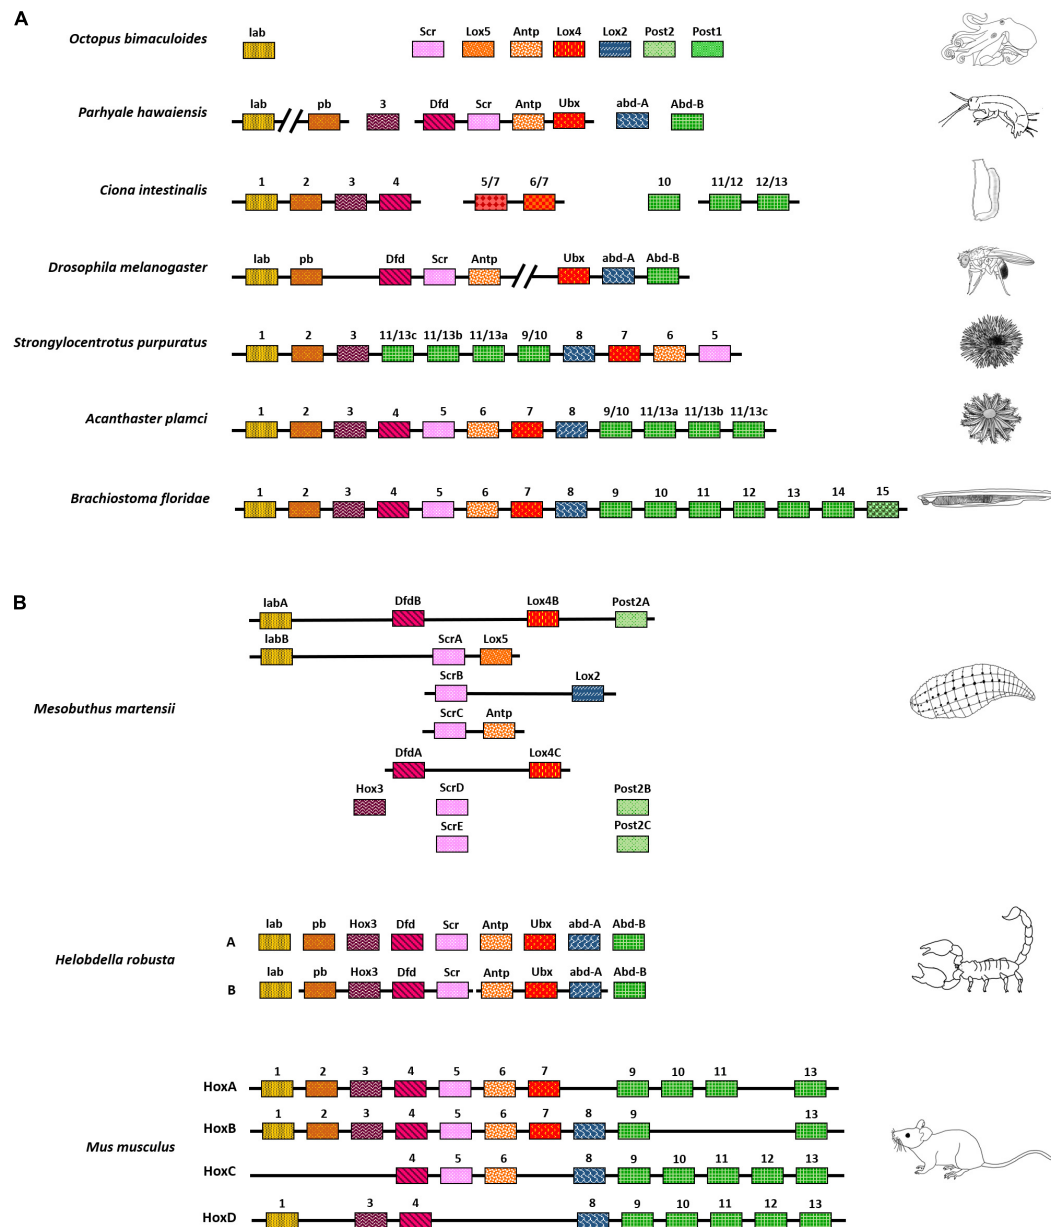 A
Octopus bimaculoides
lab Scr Lox5 Antp Lox4 Lox2 Post2 Post1
Parhyale hawaiensis
lab pb 3 Dfd Scr Antp Ubx abd-A Abd-B
Ciona intestinalis
1 2 3 4 5/7 6/7 10 11/12 12/13
Drosophila melanogaster
lab pb Dfd Scr Antp Ubx abd-A Abd-B
Strongylocentrotus purpuratus
1 2 3 11/13c 11/13b 11/13a 9/10 8 7 6 5
Acanthaster plamci
1 2 3 4 5 6 7 8 9/10 11/13a 11/13b 11/13c
Brachiostoma floridae
1 2 3 4 5 6 7 8 9 10 11 12 13 14 15
B
Mesobuthus martensii
labA DfdB Lox4B Post2A
labB ScrA Lox5
ScrB Lox2
ScrC Antp
DfdA Lox4C
Hox3 ScrD Post2B
ScrE Post2C
Helobdella robusta
A lab pb Hox3 Dfd Scr Antp Ubx abd-A Abd-B
B lab pb Hox3 Dfd Scr Antp Ubx abd-A Abd-B
Mus musculus
HoxA 1 2 3 4 5 6 7 9 10 11 13
HoxB 1 2 3 4 5 6 7 8 9 13
HoxC 4 5 6 8 9 10 11 12 13
HoxD 1 3 4 8 9 10 11 12 13